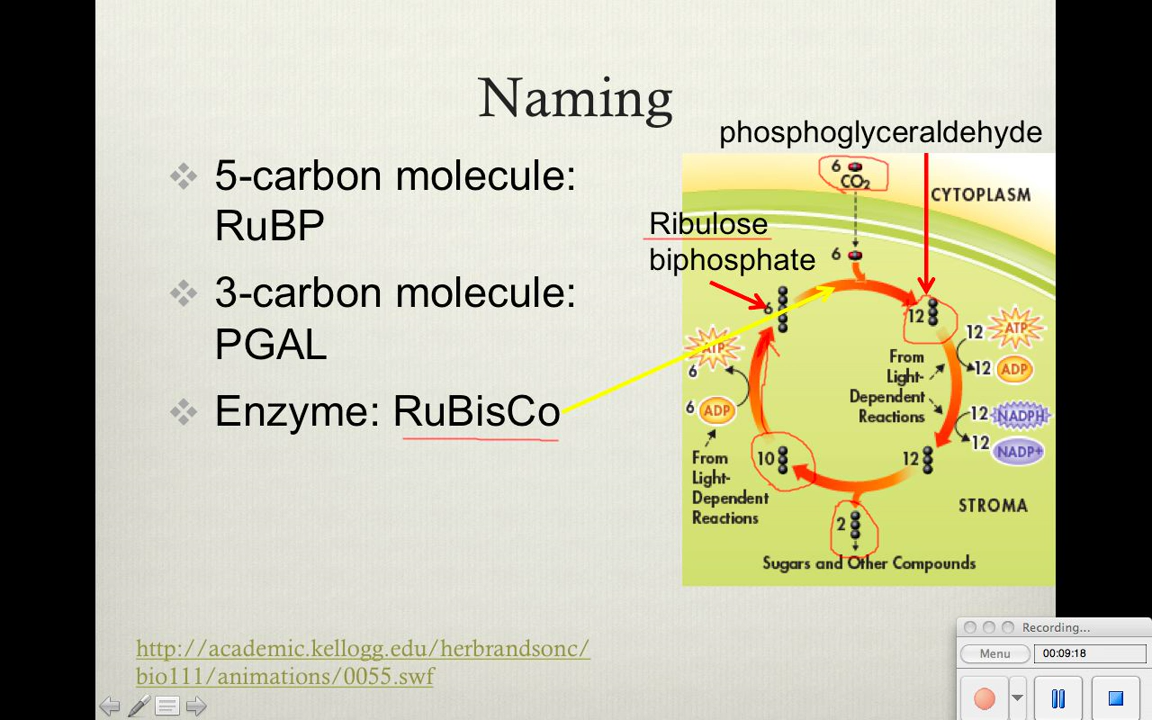 Naming
5-carbon molecule:
RuBP
3-carbon molecule:
PGAL
Enzyme: RuBisCo
phosphoglyceraldehyde
Ribulose
biphosphate
6
CO2
CYTOPLASM
6
6
12
12
ATP
12
ADP
From
Light-
Dependent
Reactions
12
NADPH
12
NADP+
ATP
6
6
ADP
From
Light-
Dependent
Reactions
10
12
2
STROMA
Sugars and Other Compounds
http://academic.kellogg.edu/herbrandsonc/
bio111/animations/0055.swf
Recording...
Menu
00:09:18